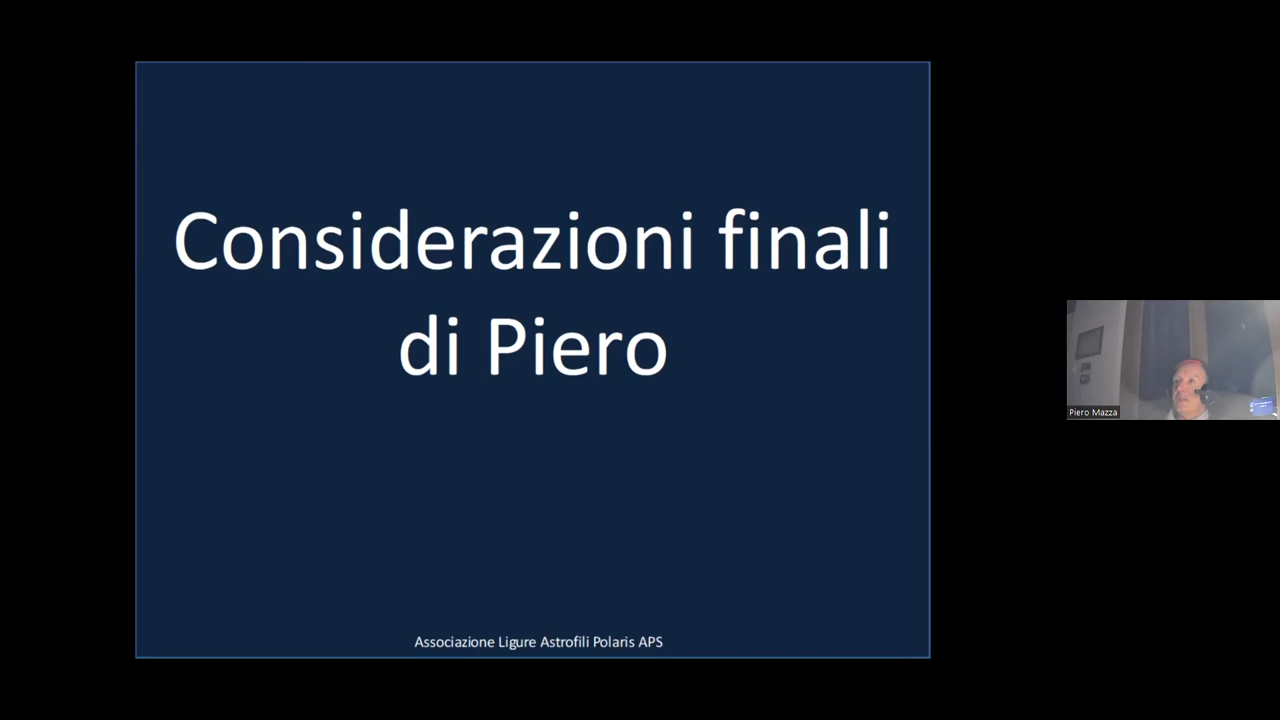 Considerazioni finali
di Piero
Associazione Ligure Astrofili Polaris APS
Piero Mazza